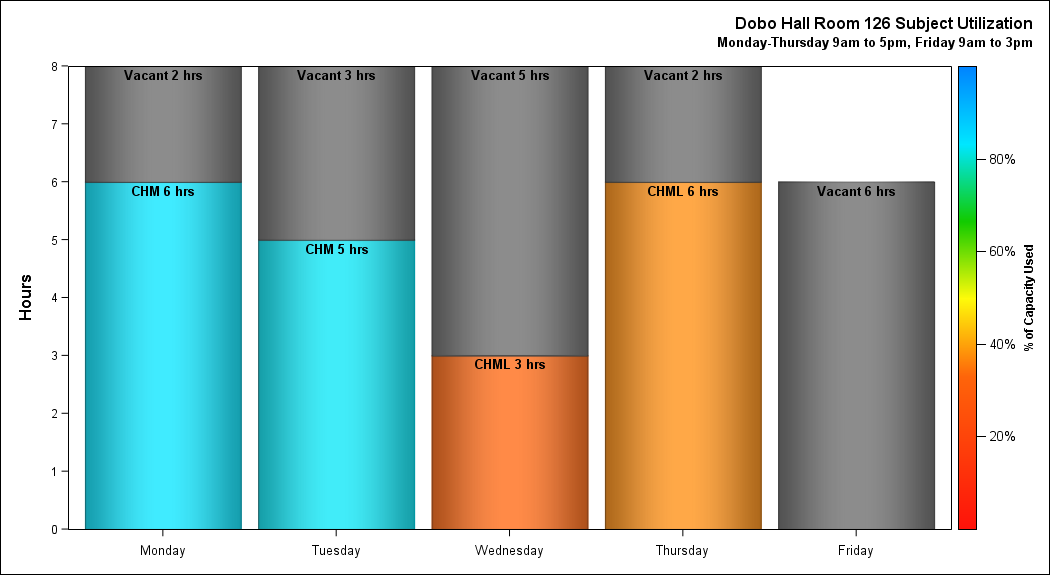 Dobo Hall Room 126 Subject Utilization
Monday-Thursday 9am to 5pm, Friday 9am to 3pm
Hours
8
7
6
5
4
3
2
1
0
Vacant 2 hrs
CHM 6 hrs
Vacant 3 hrs
CHM 5 hrs
Vacant 5 hrs
CHML 3 hrs
Vacant 2 hrs
CHML 6 hrs
Vacant 6 hrs
Monday
Tuesday
Wednesday
Thursday
Friday
80%
60%
40%
20%
% of Capacity Used